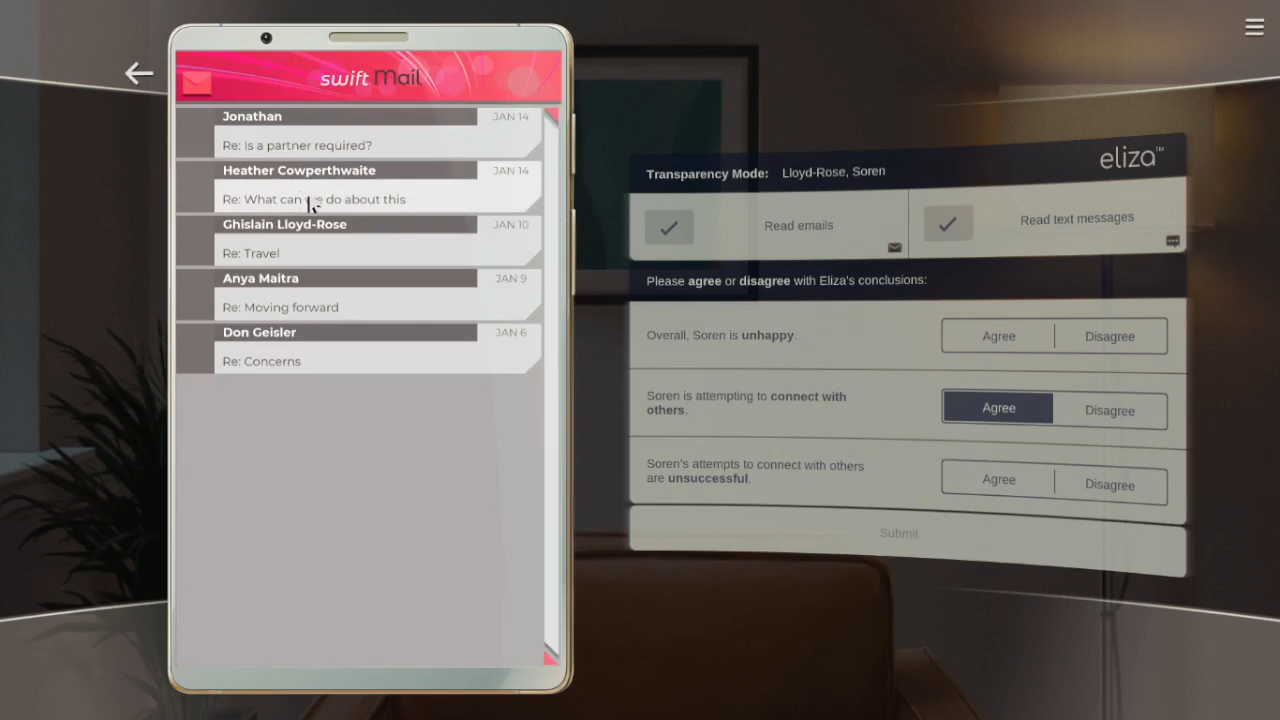 swift Mail
Jonathan
JAN 14
Re: Is a partner required?
Heather Cowperthwaite
JAN 14
Re: What can we do about this
Ghislain Lloyd-Rose
JAN 10
Re: Travel
Anya Maitra
JAN 9
Re: Moving forward
Don Geisler
JAN 6
Re: Concerns
eliza™
Transparency Mode: Lloyd-Rose, Soren
Read emails
Read text messages
Please agree or disagree with Eliza's conclusions:
Overall, Soren is unhappy.
Agree
Disagree
Soren is attempting to connect with
others.
Agree
Disagree
Soren's attempts to connect with others
are unsuccessful.
Agree
Disagree
Submit